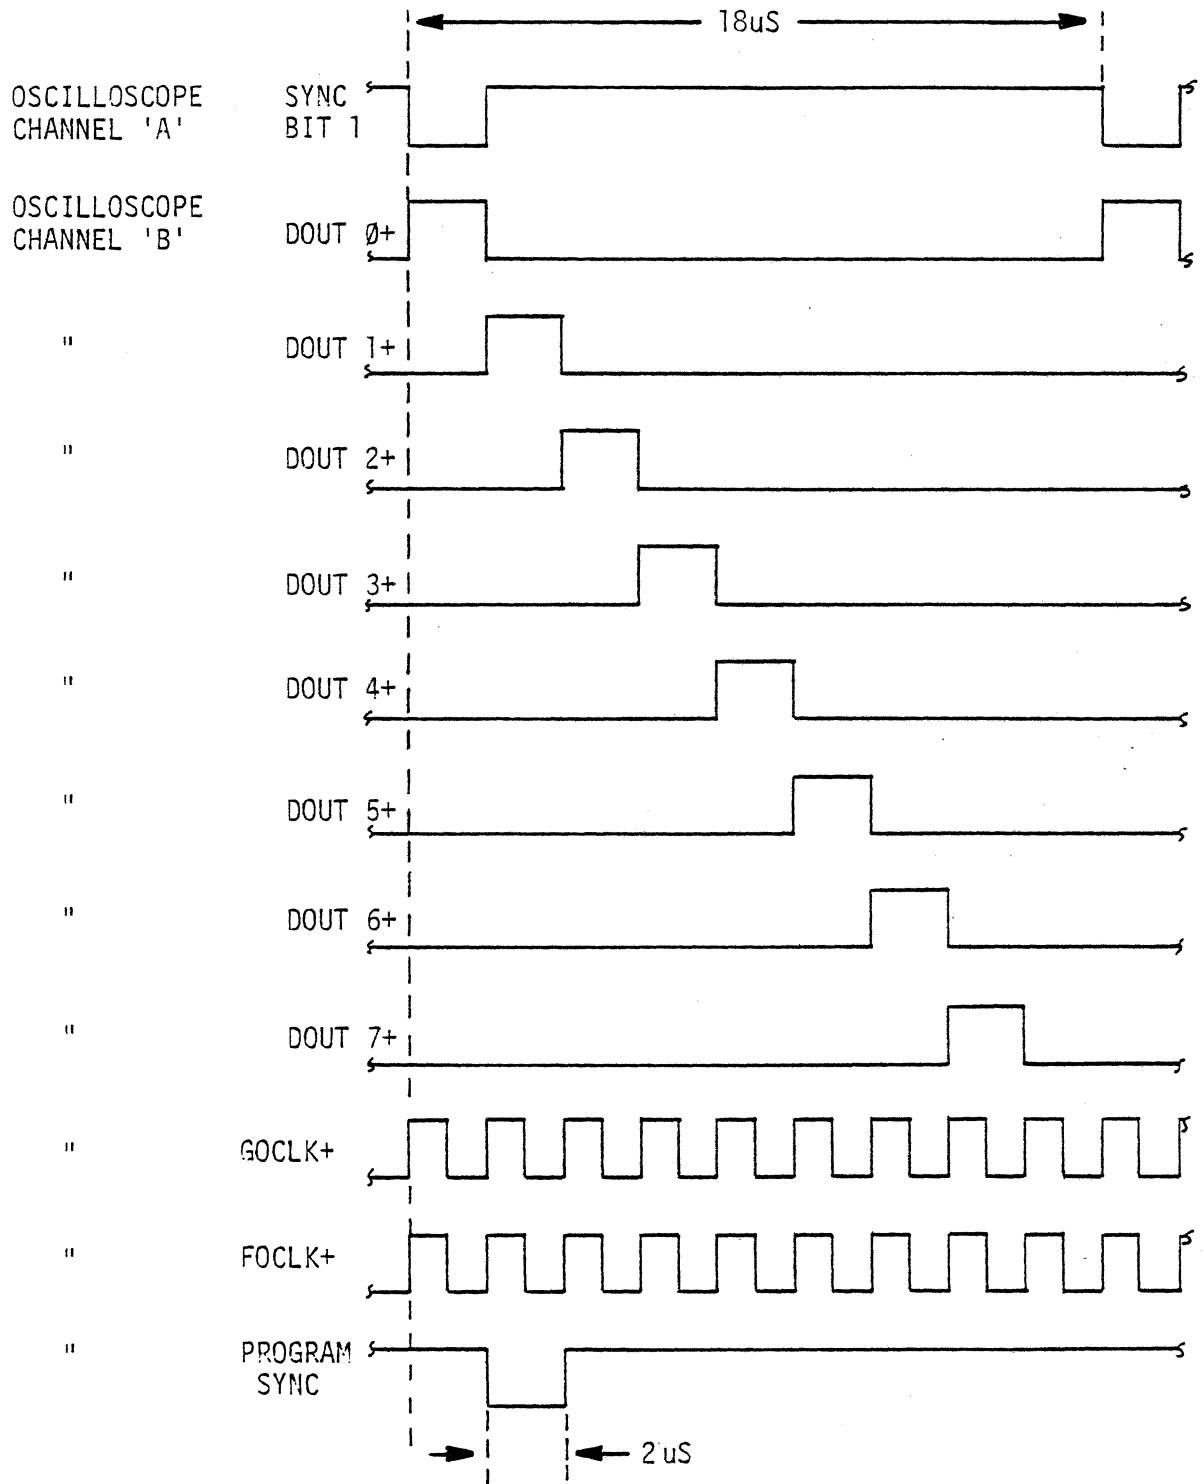 18uS
OSCILLOSCOPE SYNC
CHANNEL 'A' BIT 1
OSCILLOSCOPE
CHANNEL 'B' DOUT Ø+
" DOUT 1+
" DOUT 2+
" DOUT 3+
" DOUT 4+
" DOUT 5+
" DOUT 6+
" DOUT 7+
" GOCLK+
" FOCLK+
" PROGRAM
SYNC
2uS